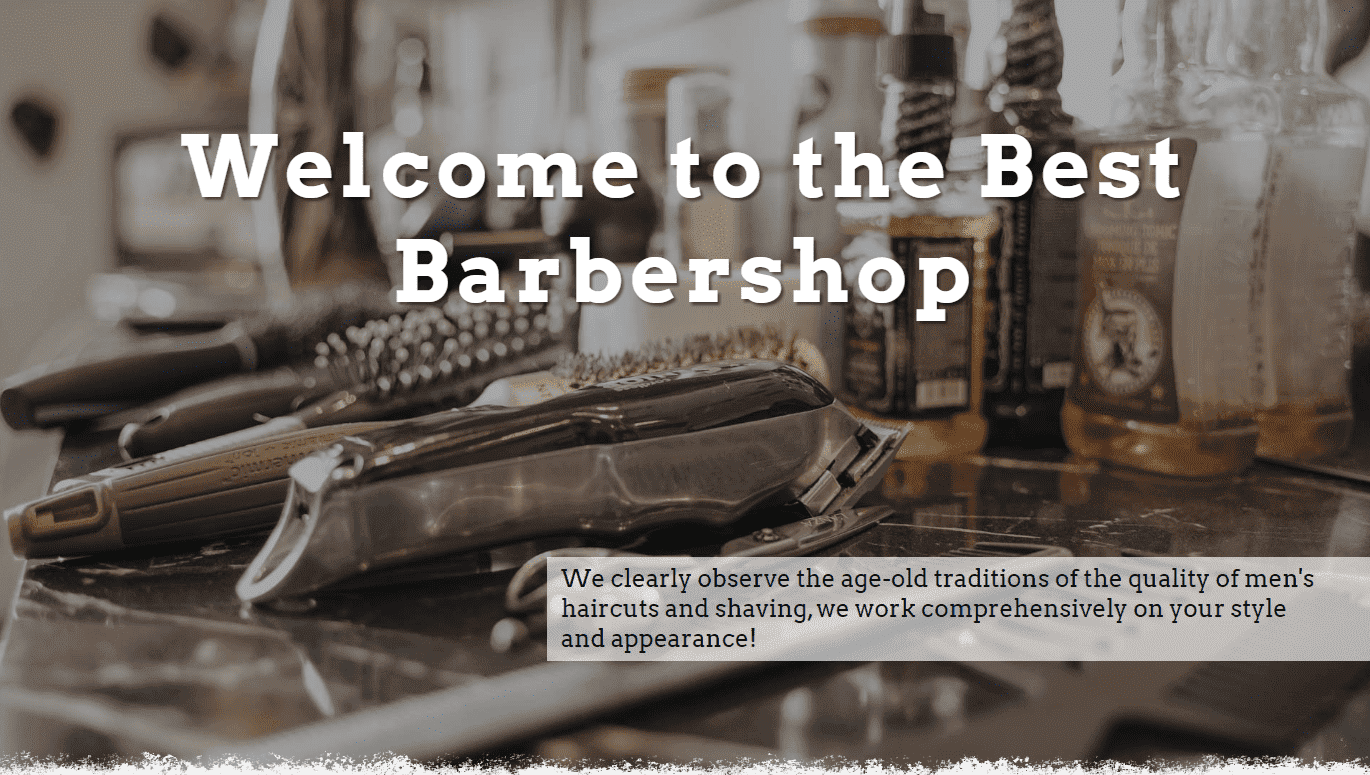 Welcome to the Best
Barbershop
We clearly observe the age-old traditions of the quality of men's
haircuts and shaving, we work comprehensively on your style
and appearance!